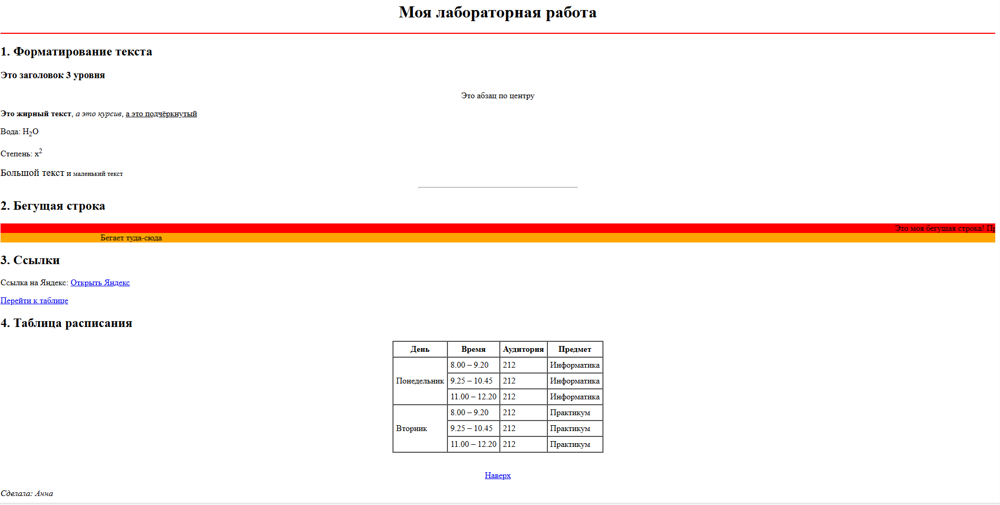 Моя лабораторная работа
1. Форматирование текста
Это заголовок 3 уровня
Это абзац по центру
Это жирный текст, а это курсив, а это подчёркнутый
Вода: H₂O
Степень: x²
Большой текст и маленький текст
2. Бегущая строка
Это моя бегущая строка!
Бегает туда-сюда
3. Ссылки
Ссылка на Яндекс: Открыть Яндекс
Перейти к таблице
4. Таблица расписания
День Время Аудитория Предмет
Понедельник 8.00 – 9.20 212 Информатика
9.25 – 10.45 212 Информатика
11.00 – 12.20 212 Информатика
Вторник 8.00 – 9.20 212 Практикум
9.25 – 10.45 212 Практикум
11.00 – 12.20 212 Практикум
Наверх
Сделала: Анна